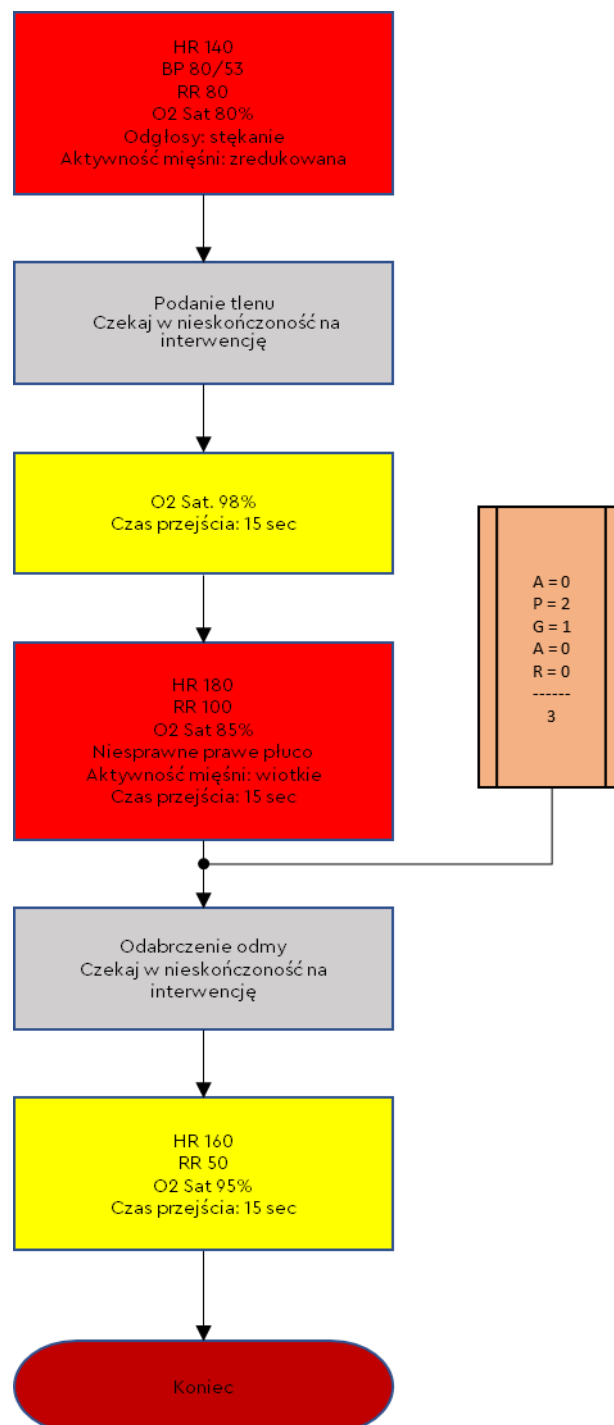 HR 140
BP 80/53
RR 80
O2 Sat 80%
Odgłosy: stękanie
Aktywność mięśni: zredukowana
Podanie tlenu
Czekaj w nieskończoność na
interwencję
O2 Sat. 98%
Czas przejścia: 15 sec
HR 180
RR 100
O2 Sat 85%
Niesprawne prawe płuco
Aktywność mięśni: wiotkie
Czas przejścia: 15 sec
A = 0
P = 2
G = 1
A = 0
R = 0
------
3
Odabrczenie odmy
Czekaj w nieskończoność na
interwencję
HR 160
RR 50
O2 Sat 95%
Czas przejścia: 15 sec
Koniec